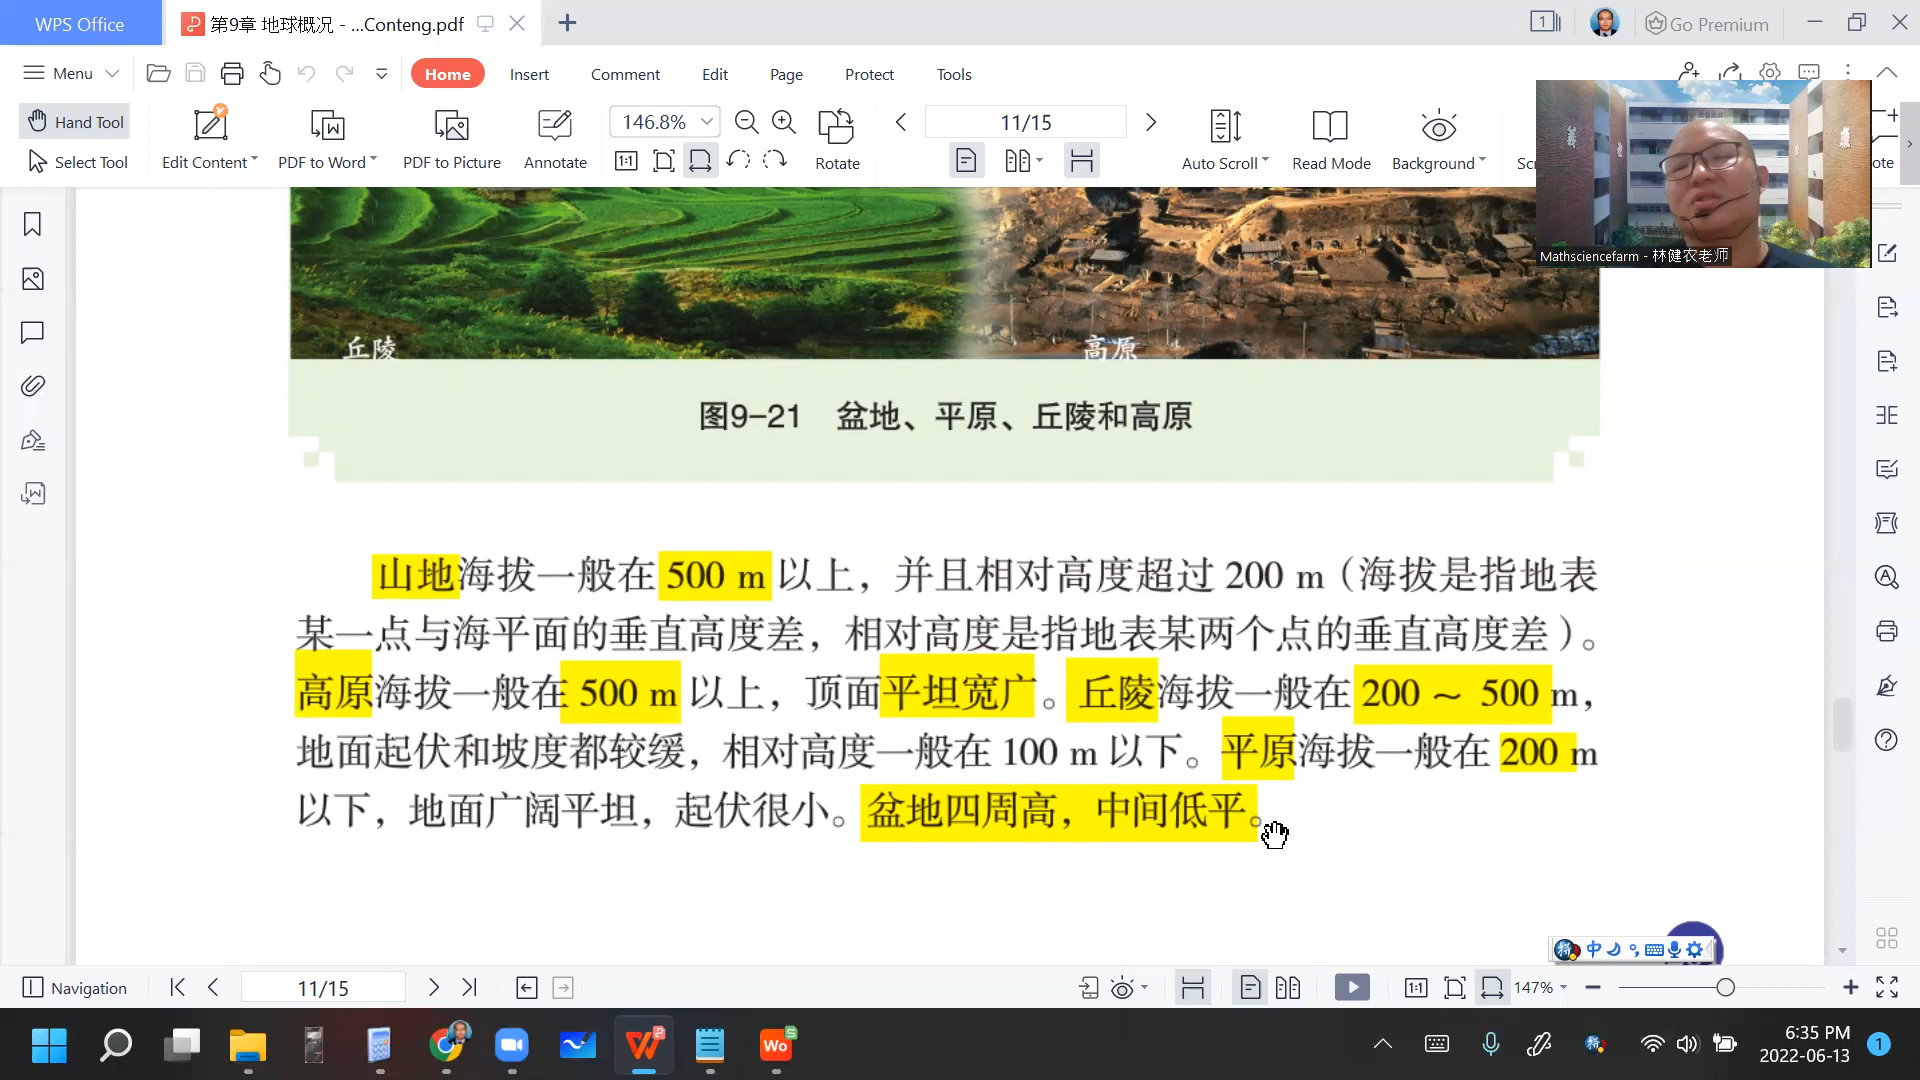 WPS Office
第9章 地球概况 - ...Conteng.pdf
1
Go Premium
Menu
Home
Insert
Comment
Edit
Page
Protect
Tools
Hand Tool
Select Tool
Edit Content
PDF to Word
PDF to Picture
Annotate
146.8%
1:1
Rotate
11/15
Auto Scroll
Read Mode
Background
Mathsciencefarm - 林健农老师
丘陵
高原
图9-21 盆地、平原、丘陵和高原
山地海拔一般在 500 m 以上，并且相对高度超过 200 m（海拔是指地表
某一点与海平面的垂直高度差，相对高度是指地表某两个点的垂直高度差）。
高原海拔一般在 500 m 以上，顶面平坦宽广。丘陵海拔一般在 200 ～ 500 m，
地面起伏和坡度都较缓，相对高度一般在 100 m 以下。平原海拔一般在 200 m
以下，地面广阔平坦，起伏很小。盆地四周高，中间低平。
中
Navigation
11/15
1:1
147%
6:35 PM
2022-06-13
1